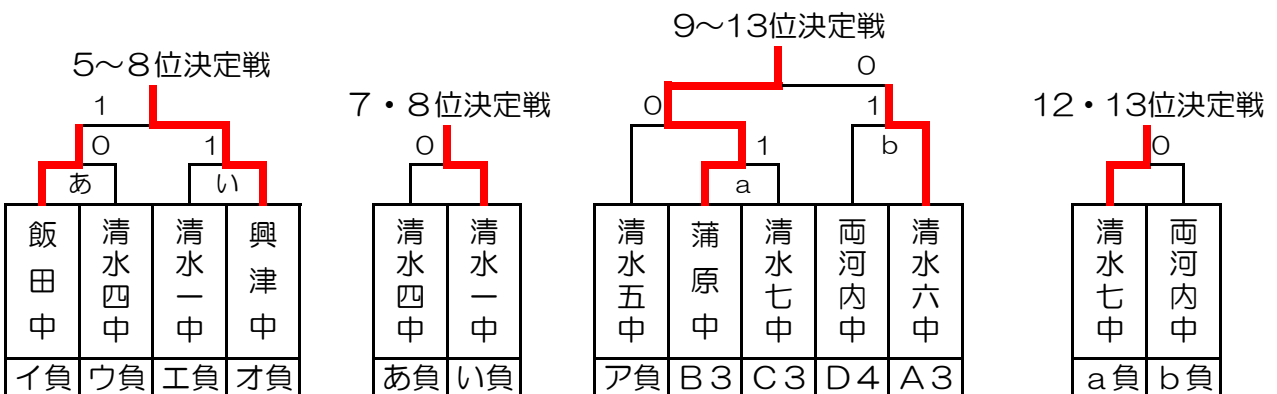 9～13位決定戦
5～8位決定戦
0
1
7・8位決定戦
0
1
12・13位決定戦
0
1
0
1
b
0
あ
い
a
飯田中
清水四中
清水一中
興津中
清水四中
清水一中
清水五中
蒲原中
清水七中
両河内中
清水六中
清水七中
両河内中
イ負
ウ負
エ負
オ負
あ負
い負
ア負
B3
C3
D4
A3
a負
b負